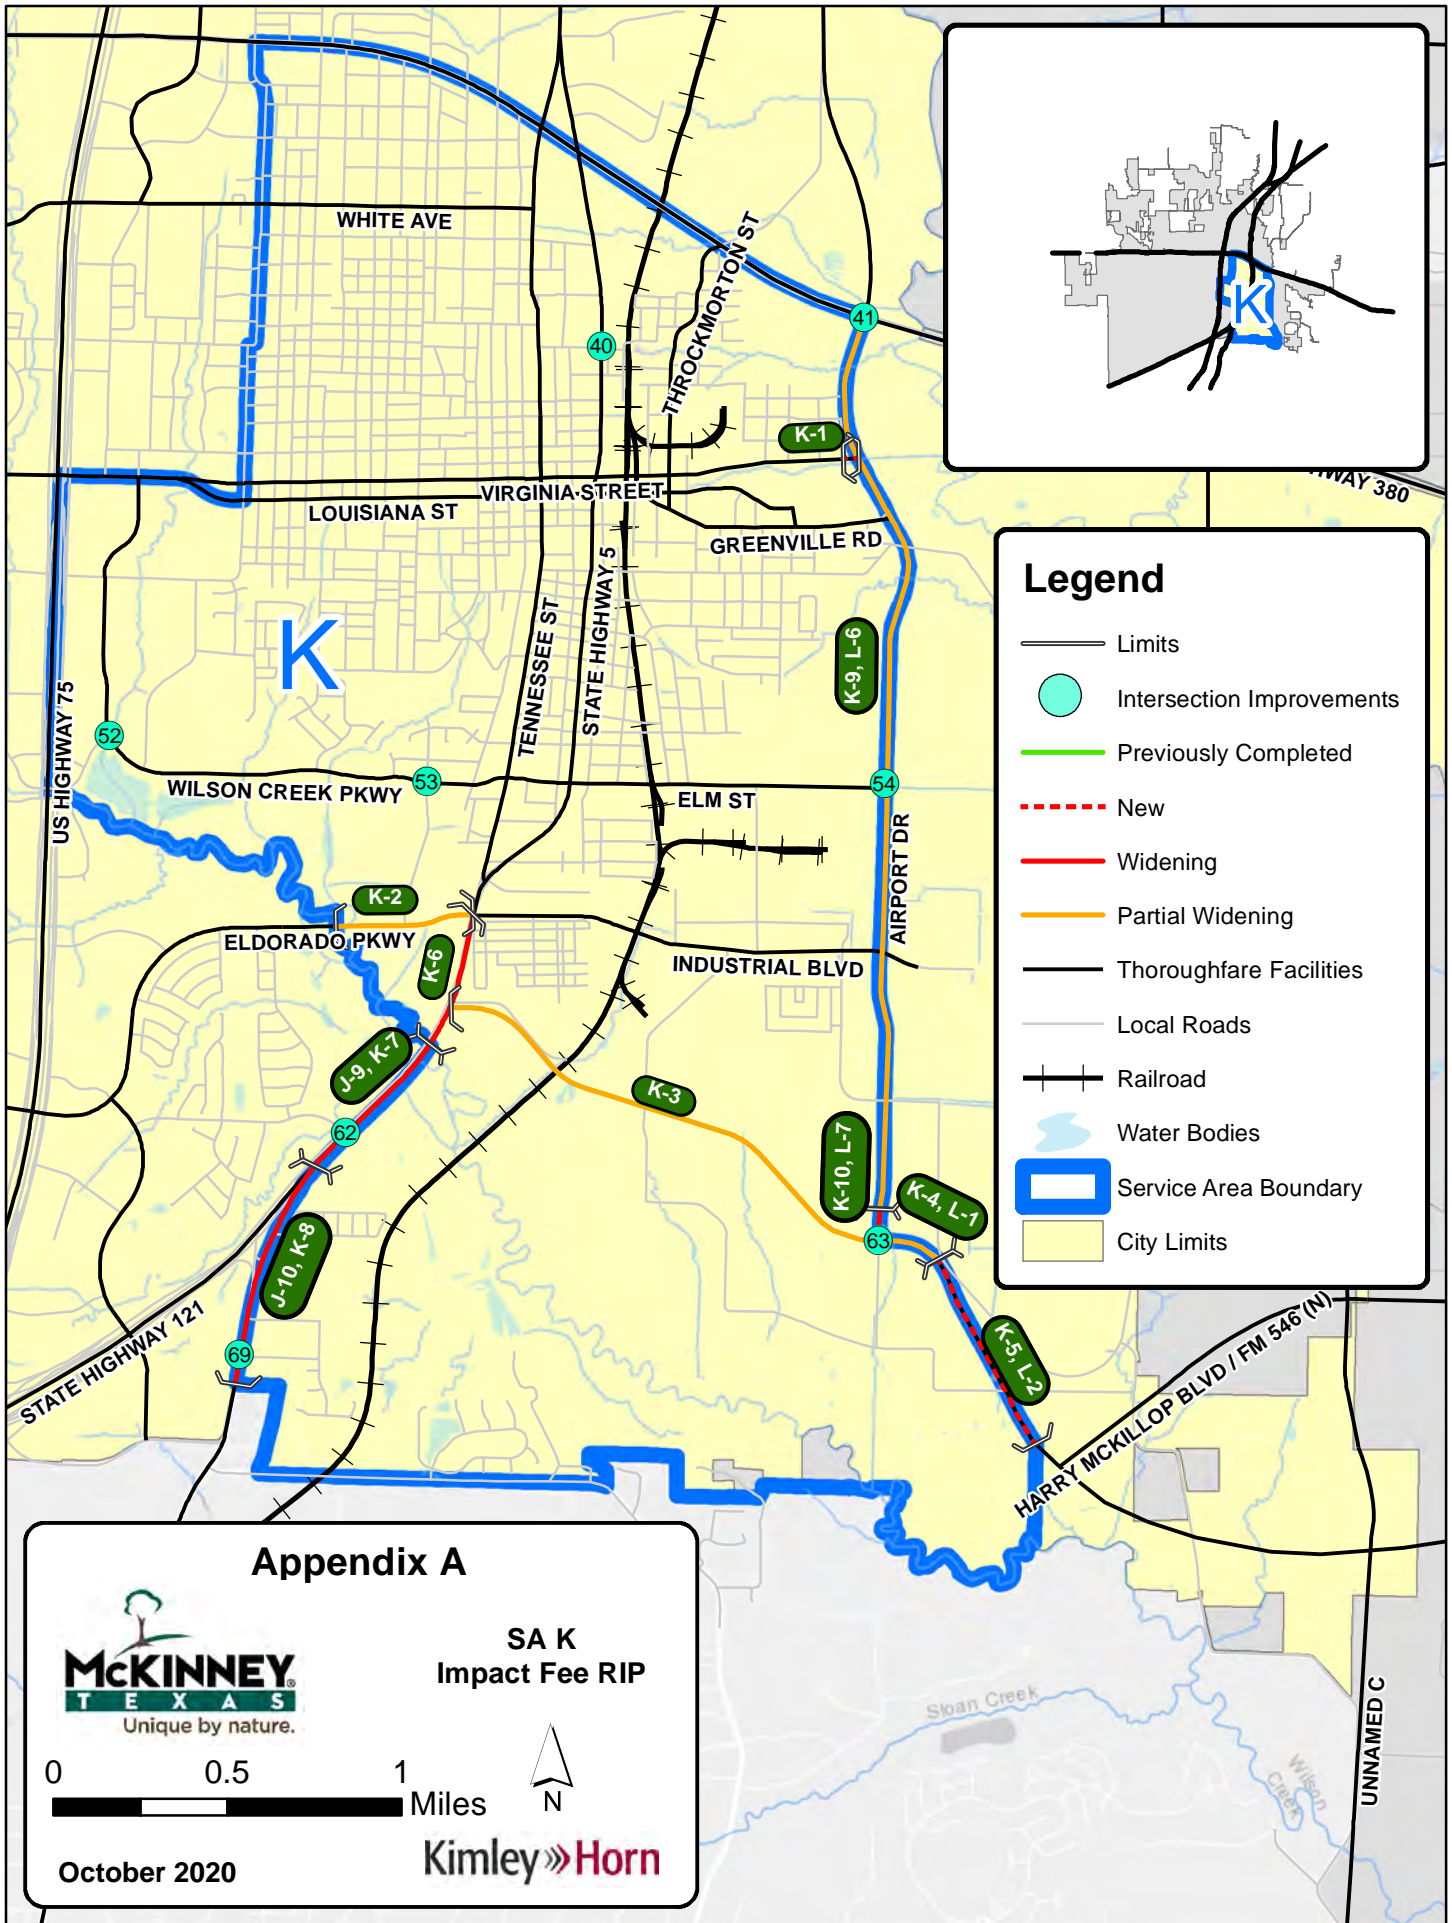 WHITE AVE
THROCKMORTON ST
41
40
K
K-1
HWAY 380
VIRGINIA STREET
LOUISIANA ST
GREENVILLE RD
STATE HIGHWAY 5
TENNESSEE ST
K
K-9, L-6
US HIGHWAY 75
52
53
54
WILSON CREEK PKWY
ELM ST
AIRPORT DR
K-2
ELDORADO PKWY
K-6
INDUSTRIAL BLVD
J-9, K-7
K-3
62
K-10, L-7
K-4, L-1
63
J-10, K-8
K-5, L-2
69
STATE HIGHWAY 121
HARRY MCKILLOP BLVD / FM 546 (N)
UNNAMED C
Sloan Creek
Wilson
Creek
Legend
Limits
Intersection Improvements
Previously Completed
New
Widening
Partial Widening
Thoroughfare Facilities
Local Roads
Railroad
Water Bodies
Service Area Boundary
City Limits
Appendix A
McKINNEY®
TEXAS
Unique by nature.
SA K
Impact Fee RIP
0 0.5 1
Miles
N
October 2020
Kimley»Horn